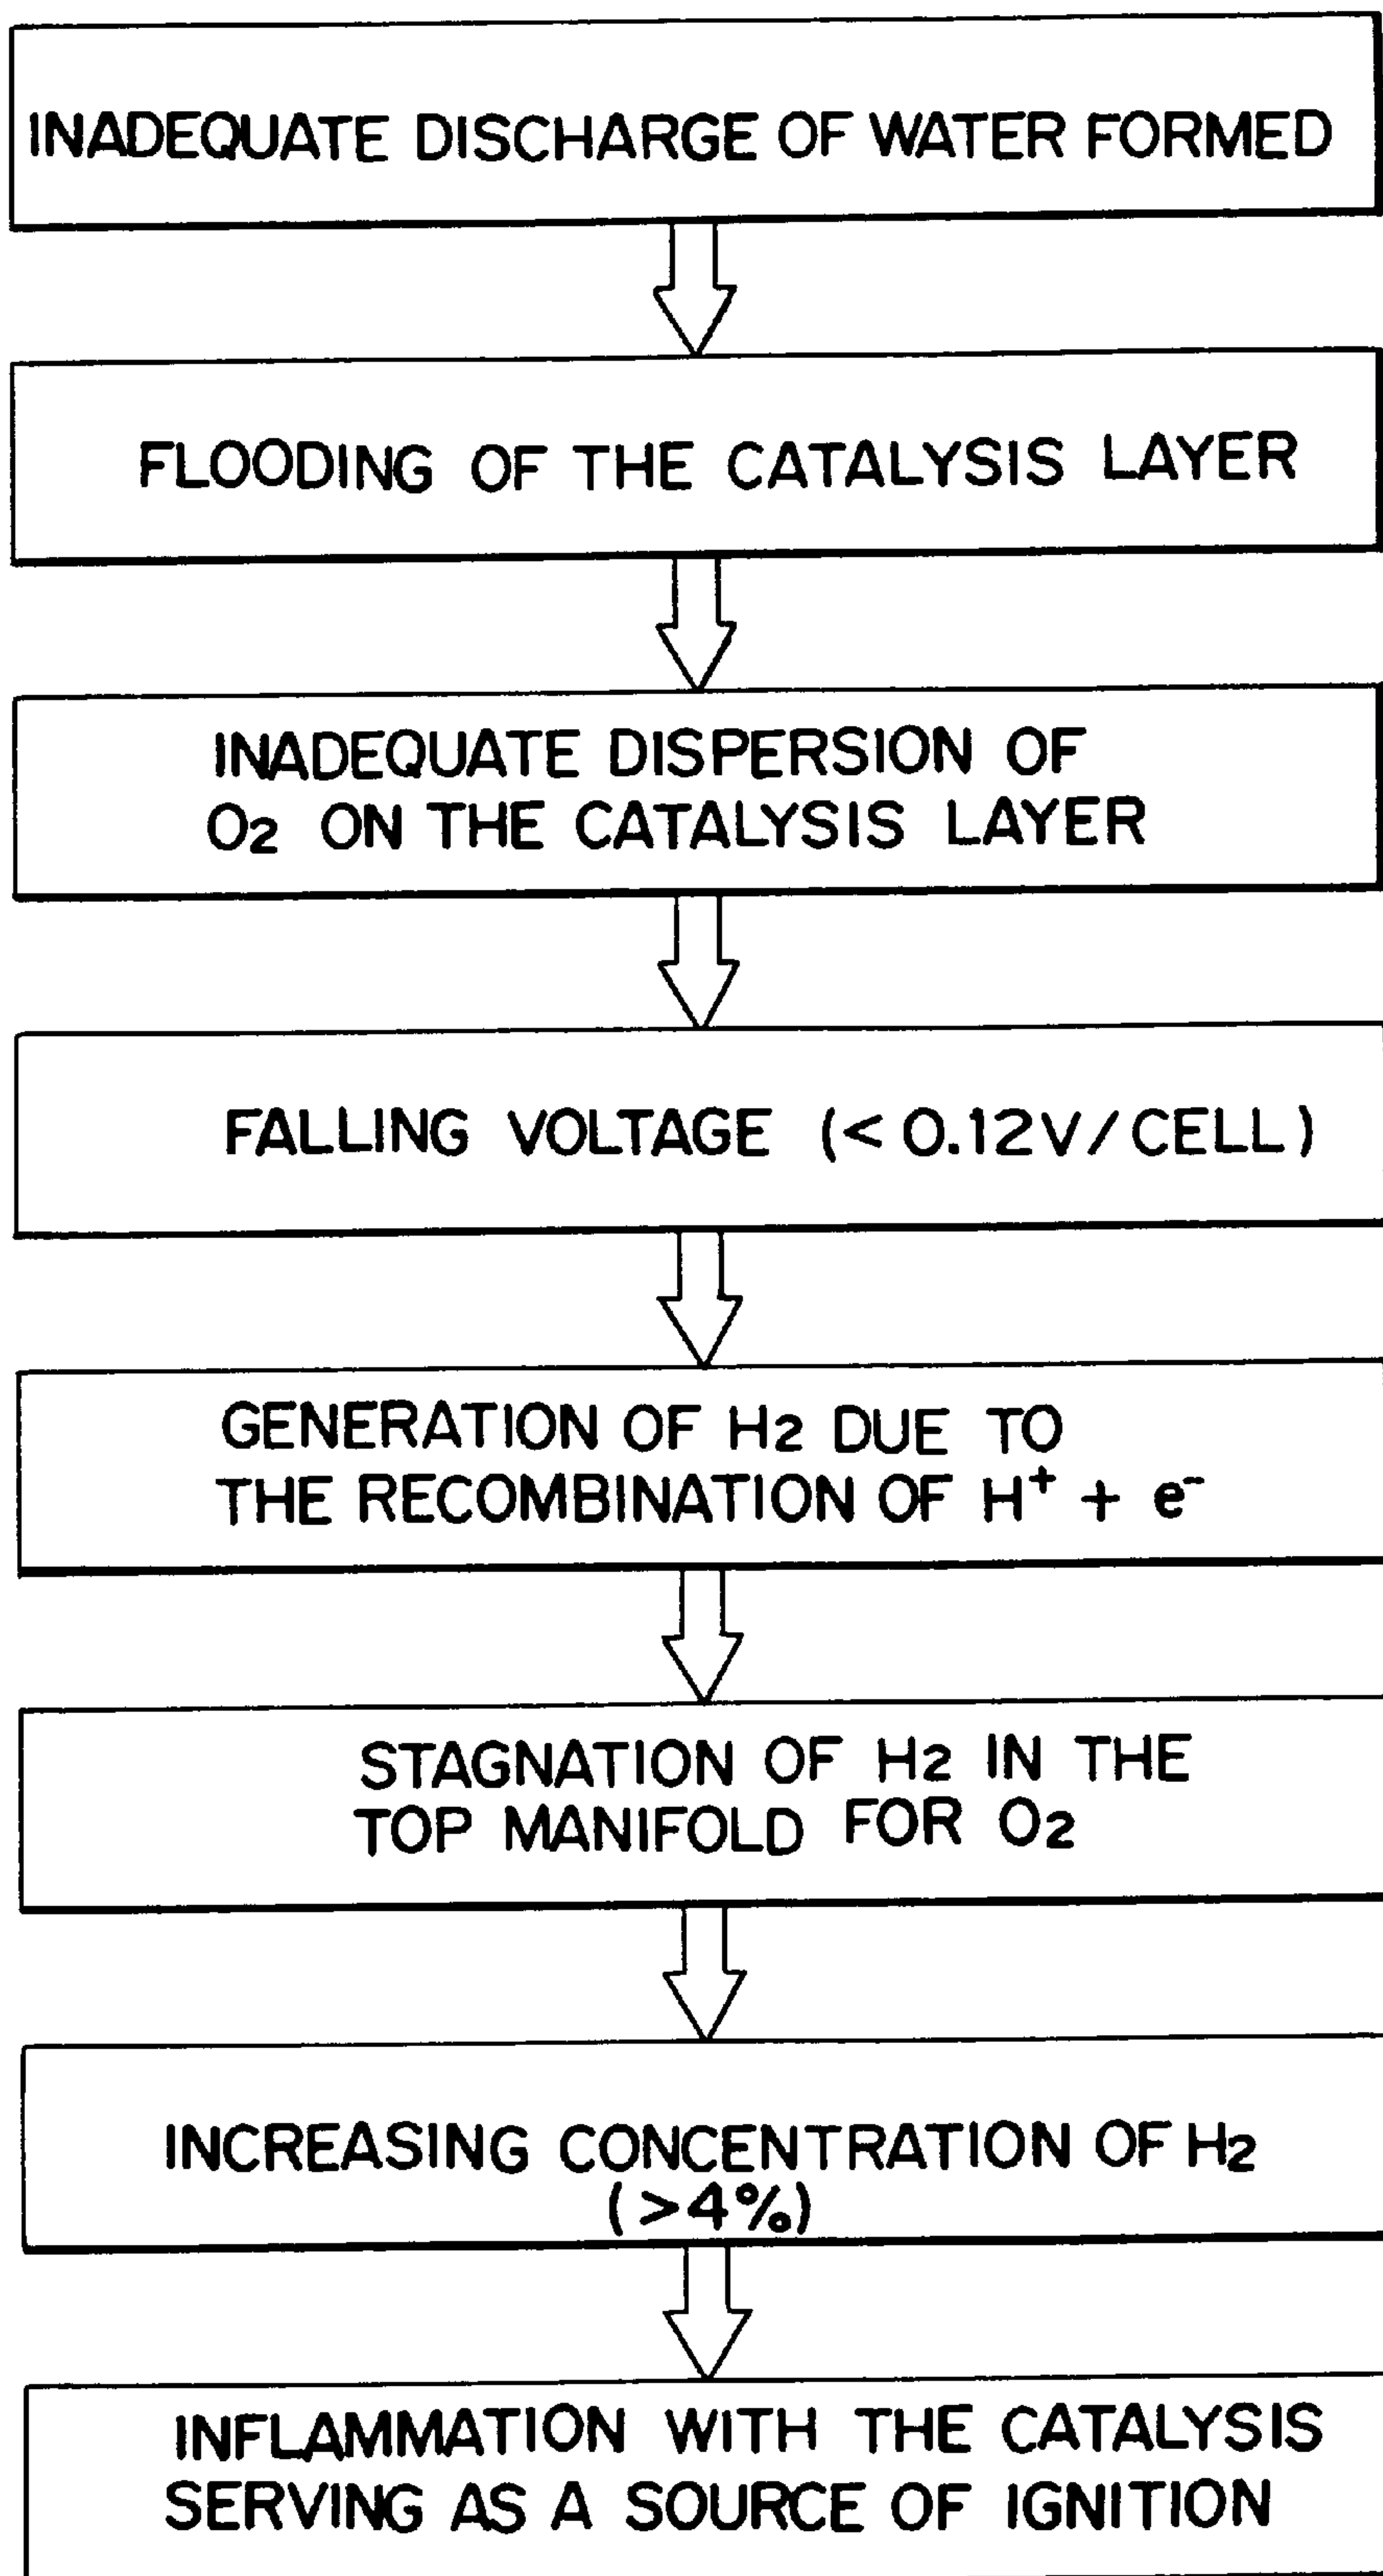 INADEQUATE DISCHARGE OF WATER FORMED
FLOODING OF THE CATALYSIS LAYER
INADEQUATE DISPERSION OF
O2 ON THE CATALYSIS LAYER
FALLING VOLTAGE (< 0.12V/CELL)
GENERATION OF H2 DUE TO
THE RECOMBINATION OF H⁺ + e⁻
STAGNATION OF H2 IN THE
TOP MANIFOLD FOR O2
INCREASING CONCENTRATION OF H2
(>4%)
INFLAMMATION WITH THE CATALYSIS
SERVING AS A SOURCE OF IGNITION